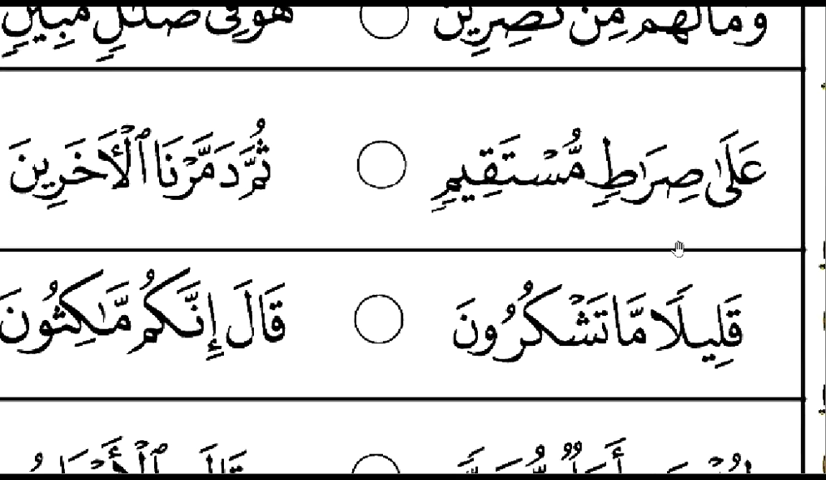 وَمَا لَهُم مِّن نَّـٰصِرِينَ ○ هُوَ فِى ضَلَـٰلٍ مُّبِينٍ
عَلَىٰ صِرَٰطٍ مُّسْتَقِيمٍ ○ ثُمَّ دَمَّرْنَا ٱلْـَٔاخَرِينَ
قَلِيلًا مَّا تَشْكُرُونَ ○ قَالَ إِنَّكُم مَّـٰكِثُونَ